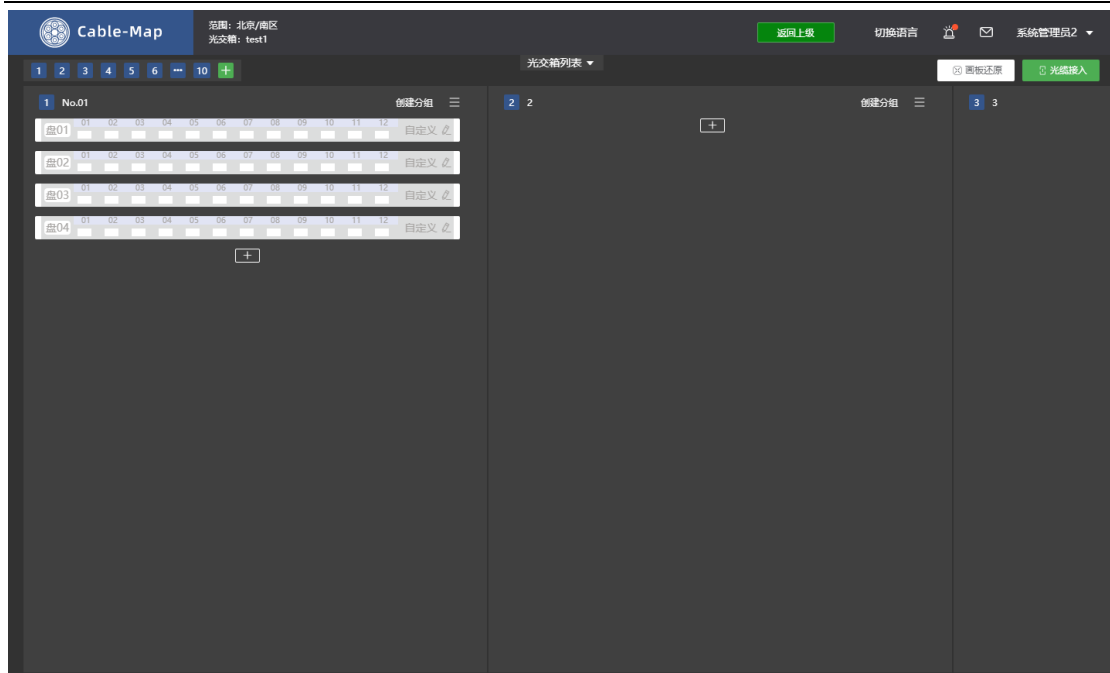 Cable-Map
范围: 北京/南区
光交箱: test1
返回上级
切换语言
系统管理员2
1 2 3 4 5 6 ··· 10 +
光交箱列表
画板还原
光缆接入
1 No.01 创建分组
盘01 01 02 03 04 05 06 07 08 09 10 11 12 自定义
盘02 01 02 03 04 05 06 07 08 09 10 11 12 自定义
盘03 01 02 03 04 05 06 07 08 09 10 11 12 自定义
盘04 01 02 03 04 05 06 07 08 09 10 11 12 自定义
+
2 2 创建分组
+
3 3